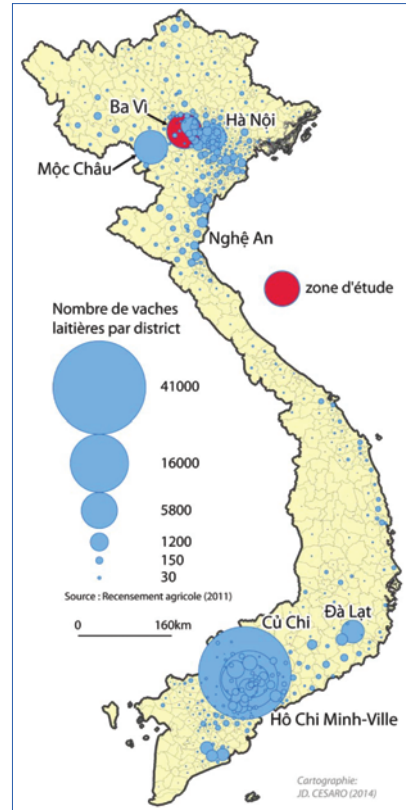 Ba Vì
Hà Nội
Mộc Châu
Nghệ An
zone d'étude
Nombre de vaches
laitières par district
41000
16000
5800
1200
150
30
Source : Recensement agricole (2011)
0 160km
Củ Chi
Đà Lạt
Hô Chi Minh-Ville
Cartographie:
JD. CESARO (2014)